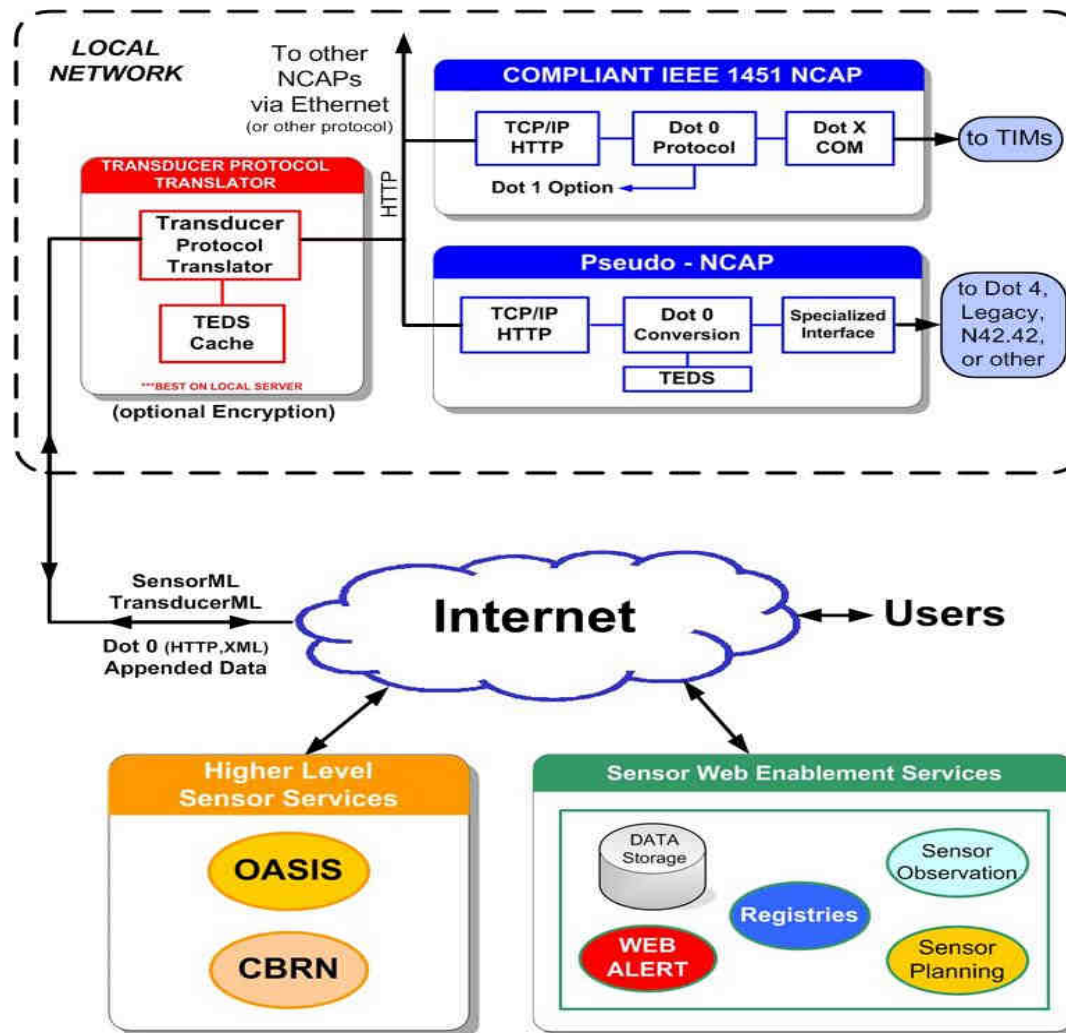 LOCAL
NETWORK
To other
NCAPs
via Ethernet
(or other protocol)
HTTP
COMPLIANT IEEE 1451 NCAP
TCP/IP
HTTP
Dot 0
Protocol
Dot X
COM
Dot 1 Option
to TIMs
TRANSDUCER PROTOCOL
TRANSLATOR
Transducer
Protocol
Translator
TEDS
Cache
***BEST ON LOCAL SERVER
(optional Encryption)
Pseudo - NCAP
TCP/IP
HTTP
Dot 0
Conversion
Specialized
Interface
TEDS
to Dot 4,
Legacy,
N42.42,
or other
SensorML
TransducerML
Dot 0 (HTTP,XML)
Appended Data
Internet
Users
Higher Level
Sensor Services
OASIS
CBRN
Sensor Web Enablement Services
DATA
Storage
Sensor
Observation
Registries
WEB
ALERT
Sensor
Planning